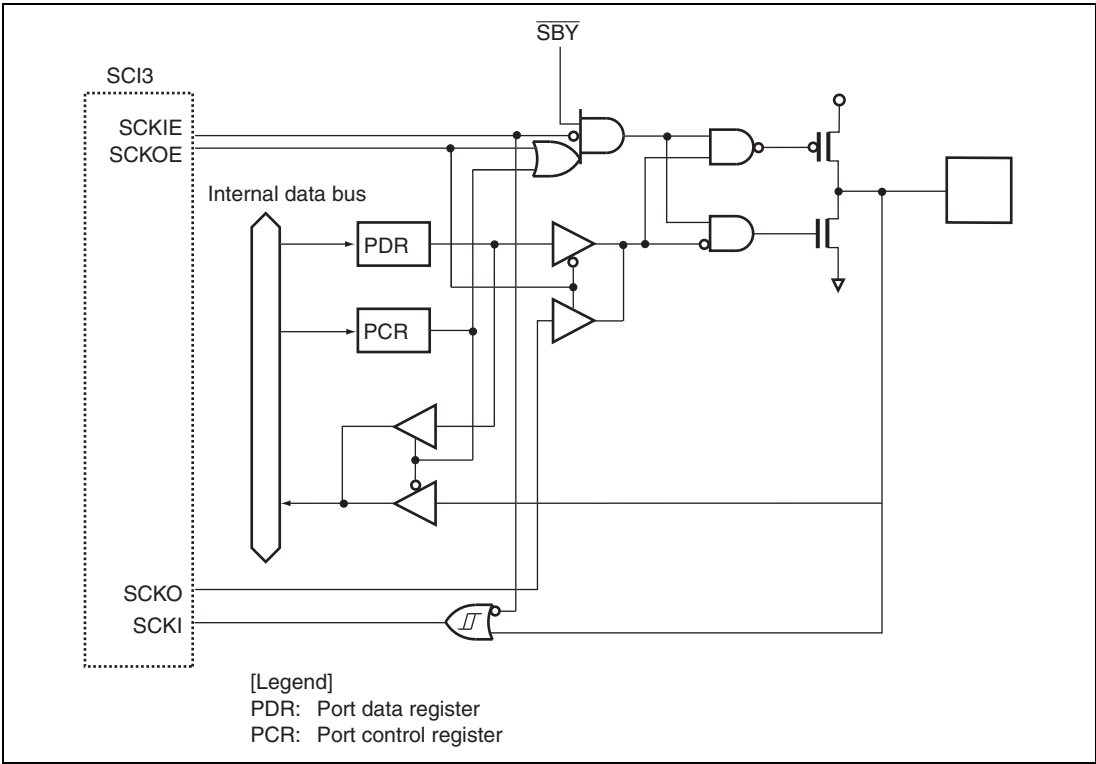 SBY
SCI3
SCKIE
SCKOE
Internal data bus
PDR
PCR
SCKO
SCKI
[Legend]
PDR: Port data register
PCR: Port control register